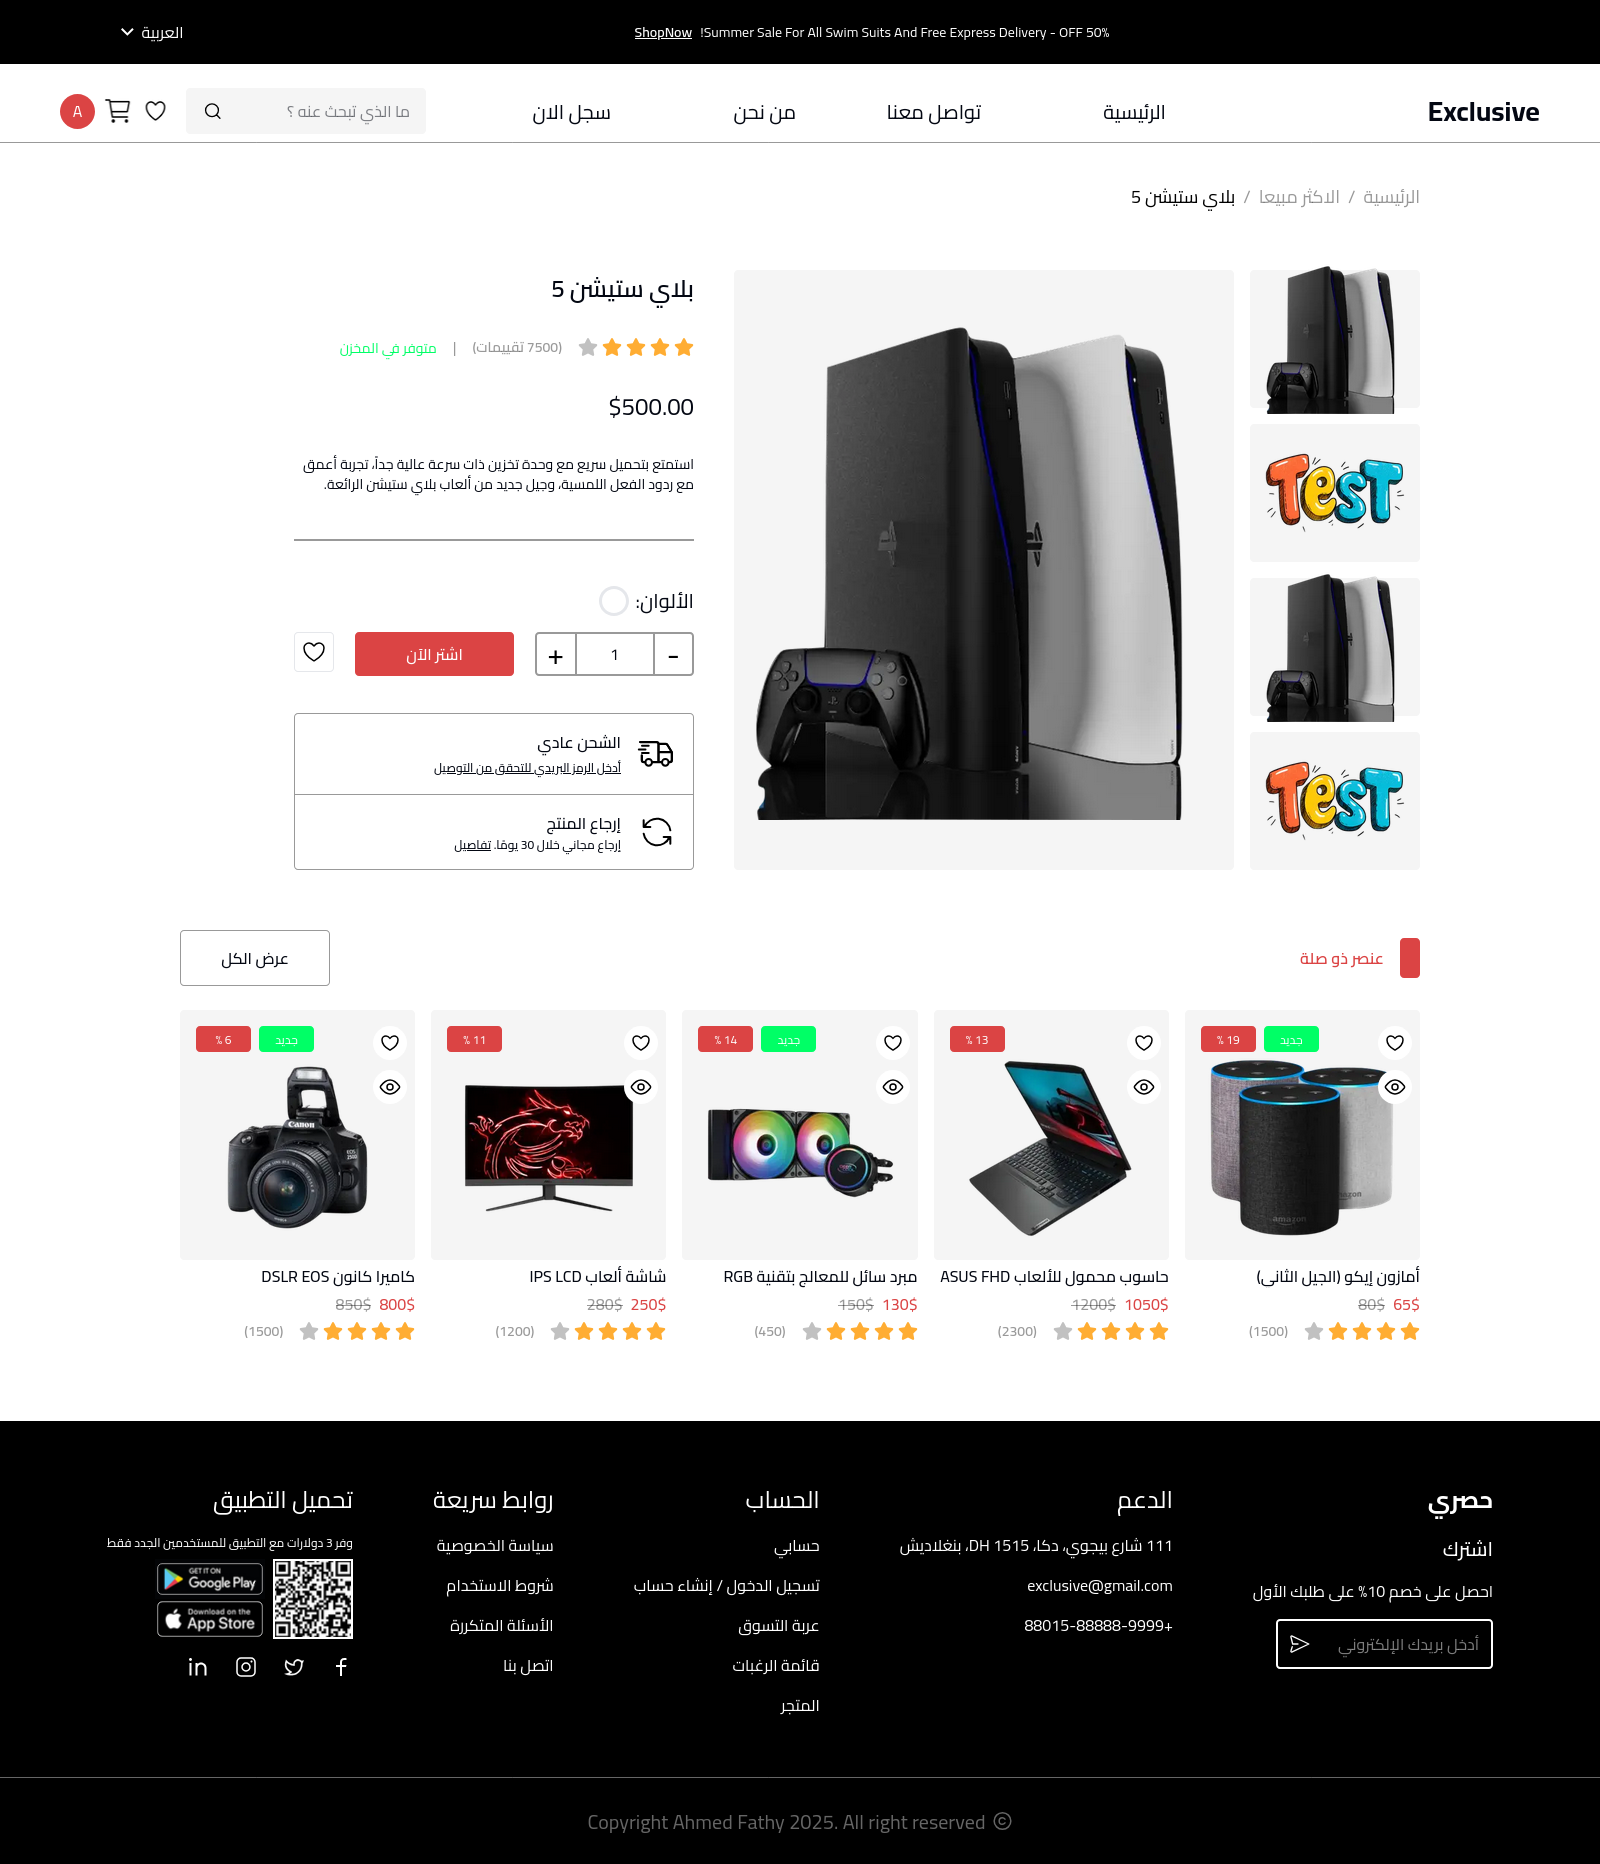 Summer Sale For All Swim Suits And Free Express Delivery - OFF 50%! ShopNow
العربية
Exclusive
الرئيسية
تواصل معنا
من نحن
سجل الان
ما الذي تبحث عنه ؟
A
الرئيسية / الاكثر مبيعا / بلاي ستيشن 5
TEST
TEST
بلاي ستيشن 5
(7500 تقييمات) | متوفر في المخزن
$500.00
استمتع بتحميل سريع مع وحدة تخزين ذات سرعة عالية جداً، تجربة أعمق
مع ردود الفعل اللمسية، وجيل جديد من ألعاب بلاي ستيشن الرائعة.
الألوان:
- 1 +
اشتر الآن
الشحن عادي
أدخل الرمز البريدي للتحقق من التوصيل
إرجاع المنتج
إرجاع مجاني خلال 30 يومًا. تفاصيل
عنصر ذو صلة
عرض الكل
جديد
19 %
amazon
أمازون إيكو (الجيل الثاني)
65$ 80$
(1500)
13 %
حاسوب محمول للألعاب ASUS FHD
1050$ 1200$
(2300)
جديد
14 %
مبرد سائل للمعالج بتقنية RGB
130$ 150$
(450)
11 %
شاشة ألعاب IPS LCD
250$ 280$
(1200)
جديد
6 %
Canon
كاميرا كانون DSLR EOS
800$ 850$
(1500)
حصري
اشترك
احصل على خصم 10% على طلبك الأول
أدخل بريدك الإلكتروني
الدعم
111 شارع بيجوي، دكا، DH 1515، بنغلاديش
exclusive@gmail.com
+88015-88888-9999
الحساب
حسابي
تسجيل الدخول / إنشاء حساب
عربة التسوق
قائمة الرغبات
المتجر
روابط سريعة
سياسة الخصوصية
شروط الاستخدام
الأسئلة المتكررة
اتصل بنا
تحميل التطبيق
وفر 3 دولارات مع التطبيق للمستخدمين الجدد فقط
GET IT ON
Google Play
Download on the
App Store
© Copyright Ahmed Fathy 2025. All right reserved